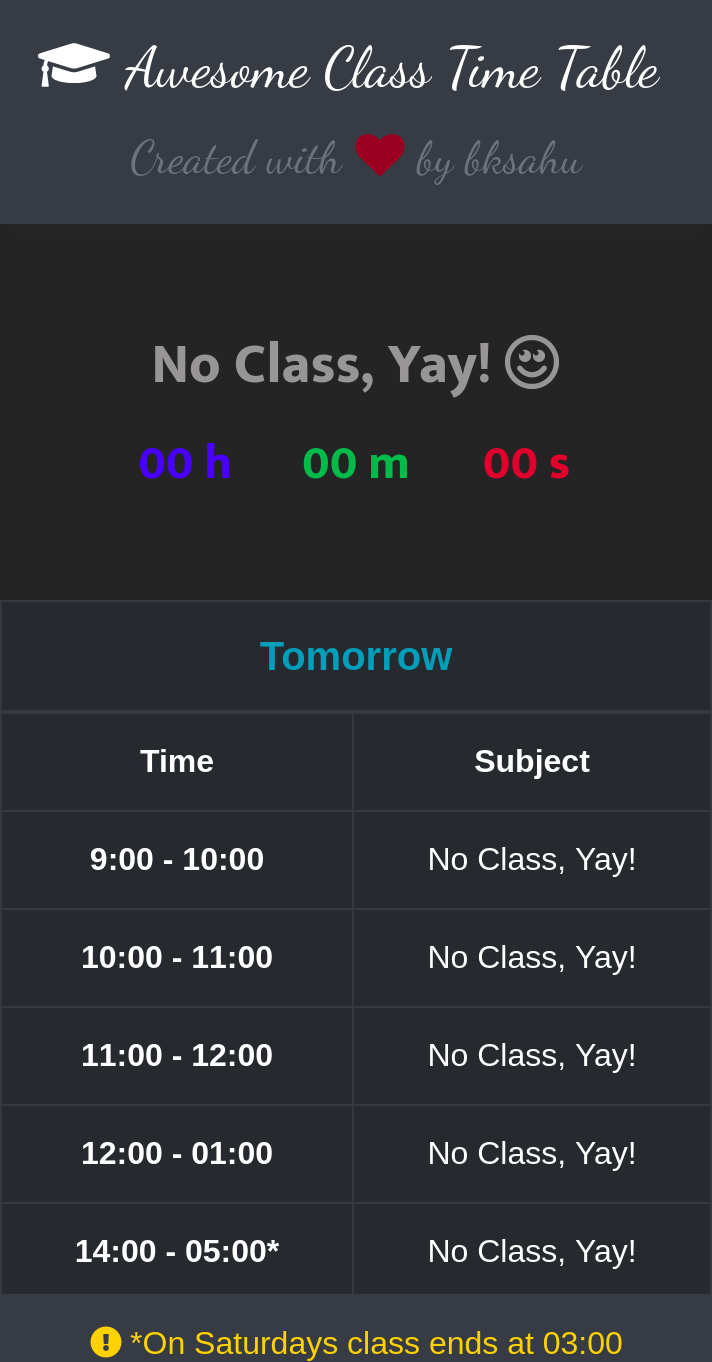 Awesome Class Time Table
Created with by bksahu
No Class, Yay!
00 h 00 m 00 s
Tomorrow
Time Subject
9:00 - 10:00 No Class, Yay!
10:00 - 11:00 No Class, Yay!
11:00 - 12:00 No Class, Yay!
12:00 - 01:00 No Class, Yay!
14:00 - 05:00* No Class, Yay!
*On Saturdays class ends at 03:00